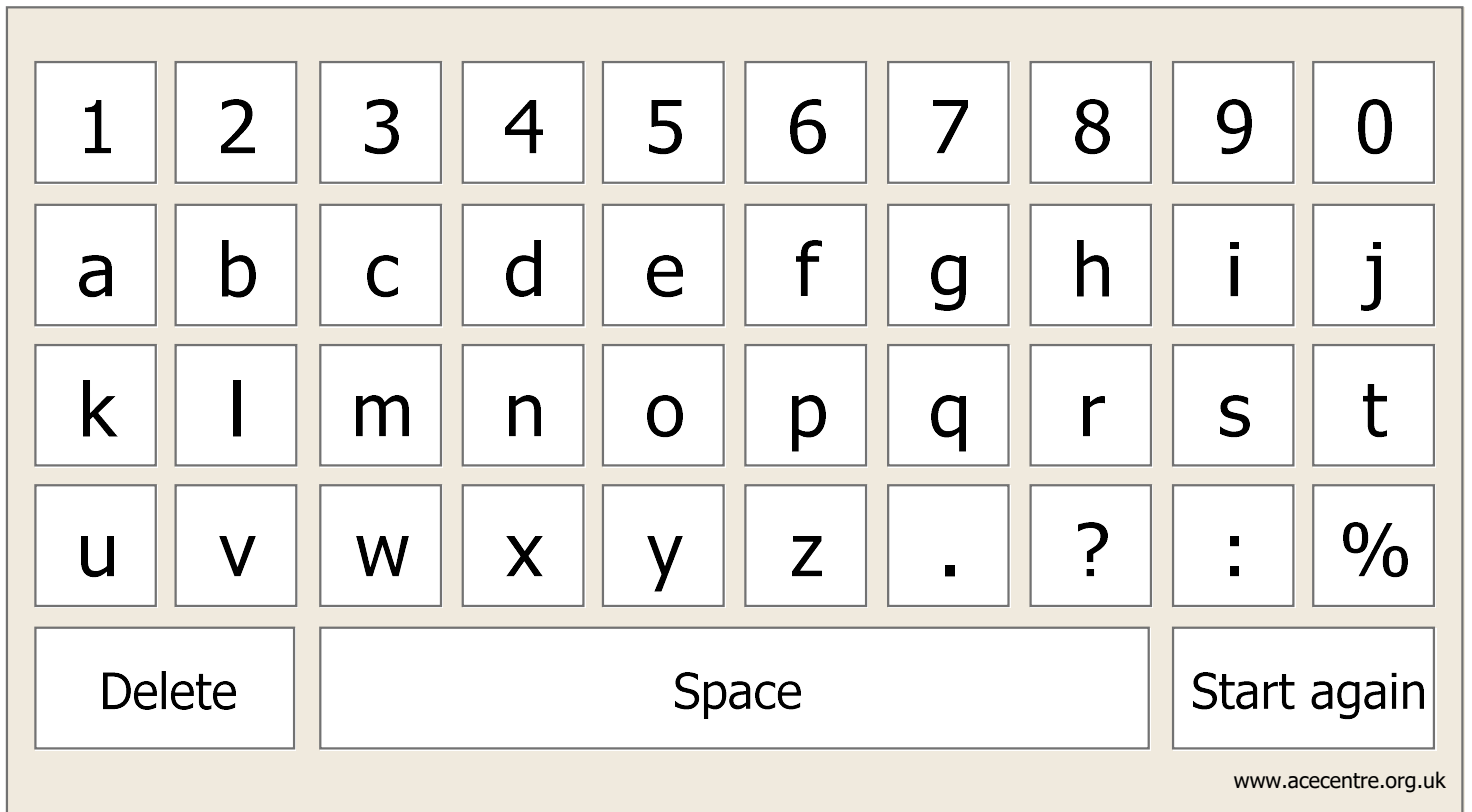 1 2 3 4 5 6 7 8 9 0
a b c d e f g h i j
k l m n o p q r s t
u v w x y z . ? : %
Delete Space Start again
www.acecentre.org.uk